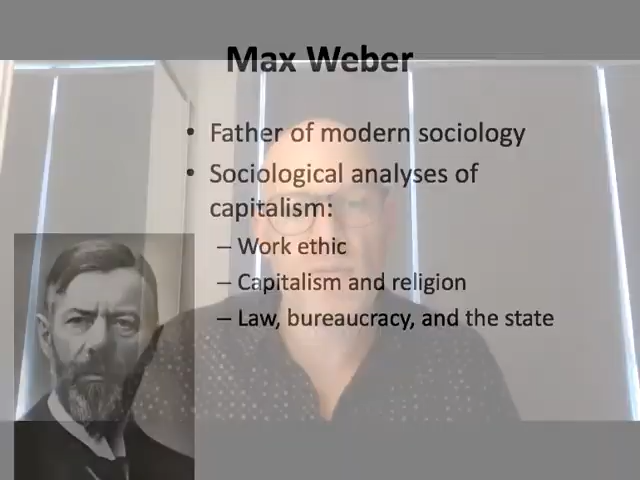 Max Weber
• Father of modern sociology
• Sociological analyses of
capitalism:
– Work ethic
– Capitalism and religion
– Law, bureaucracy, and the state